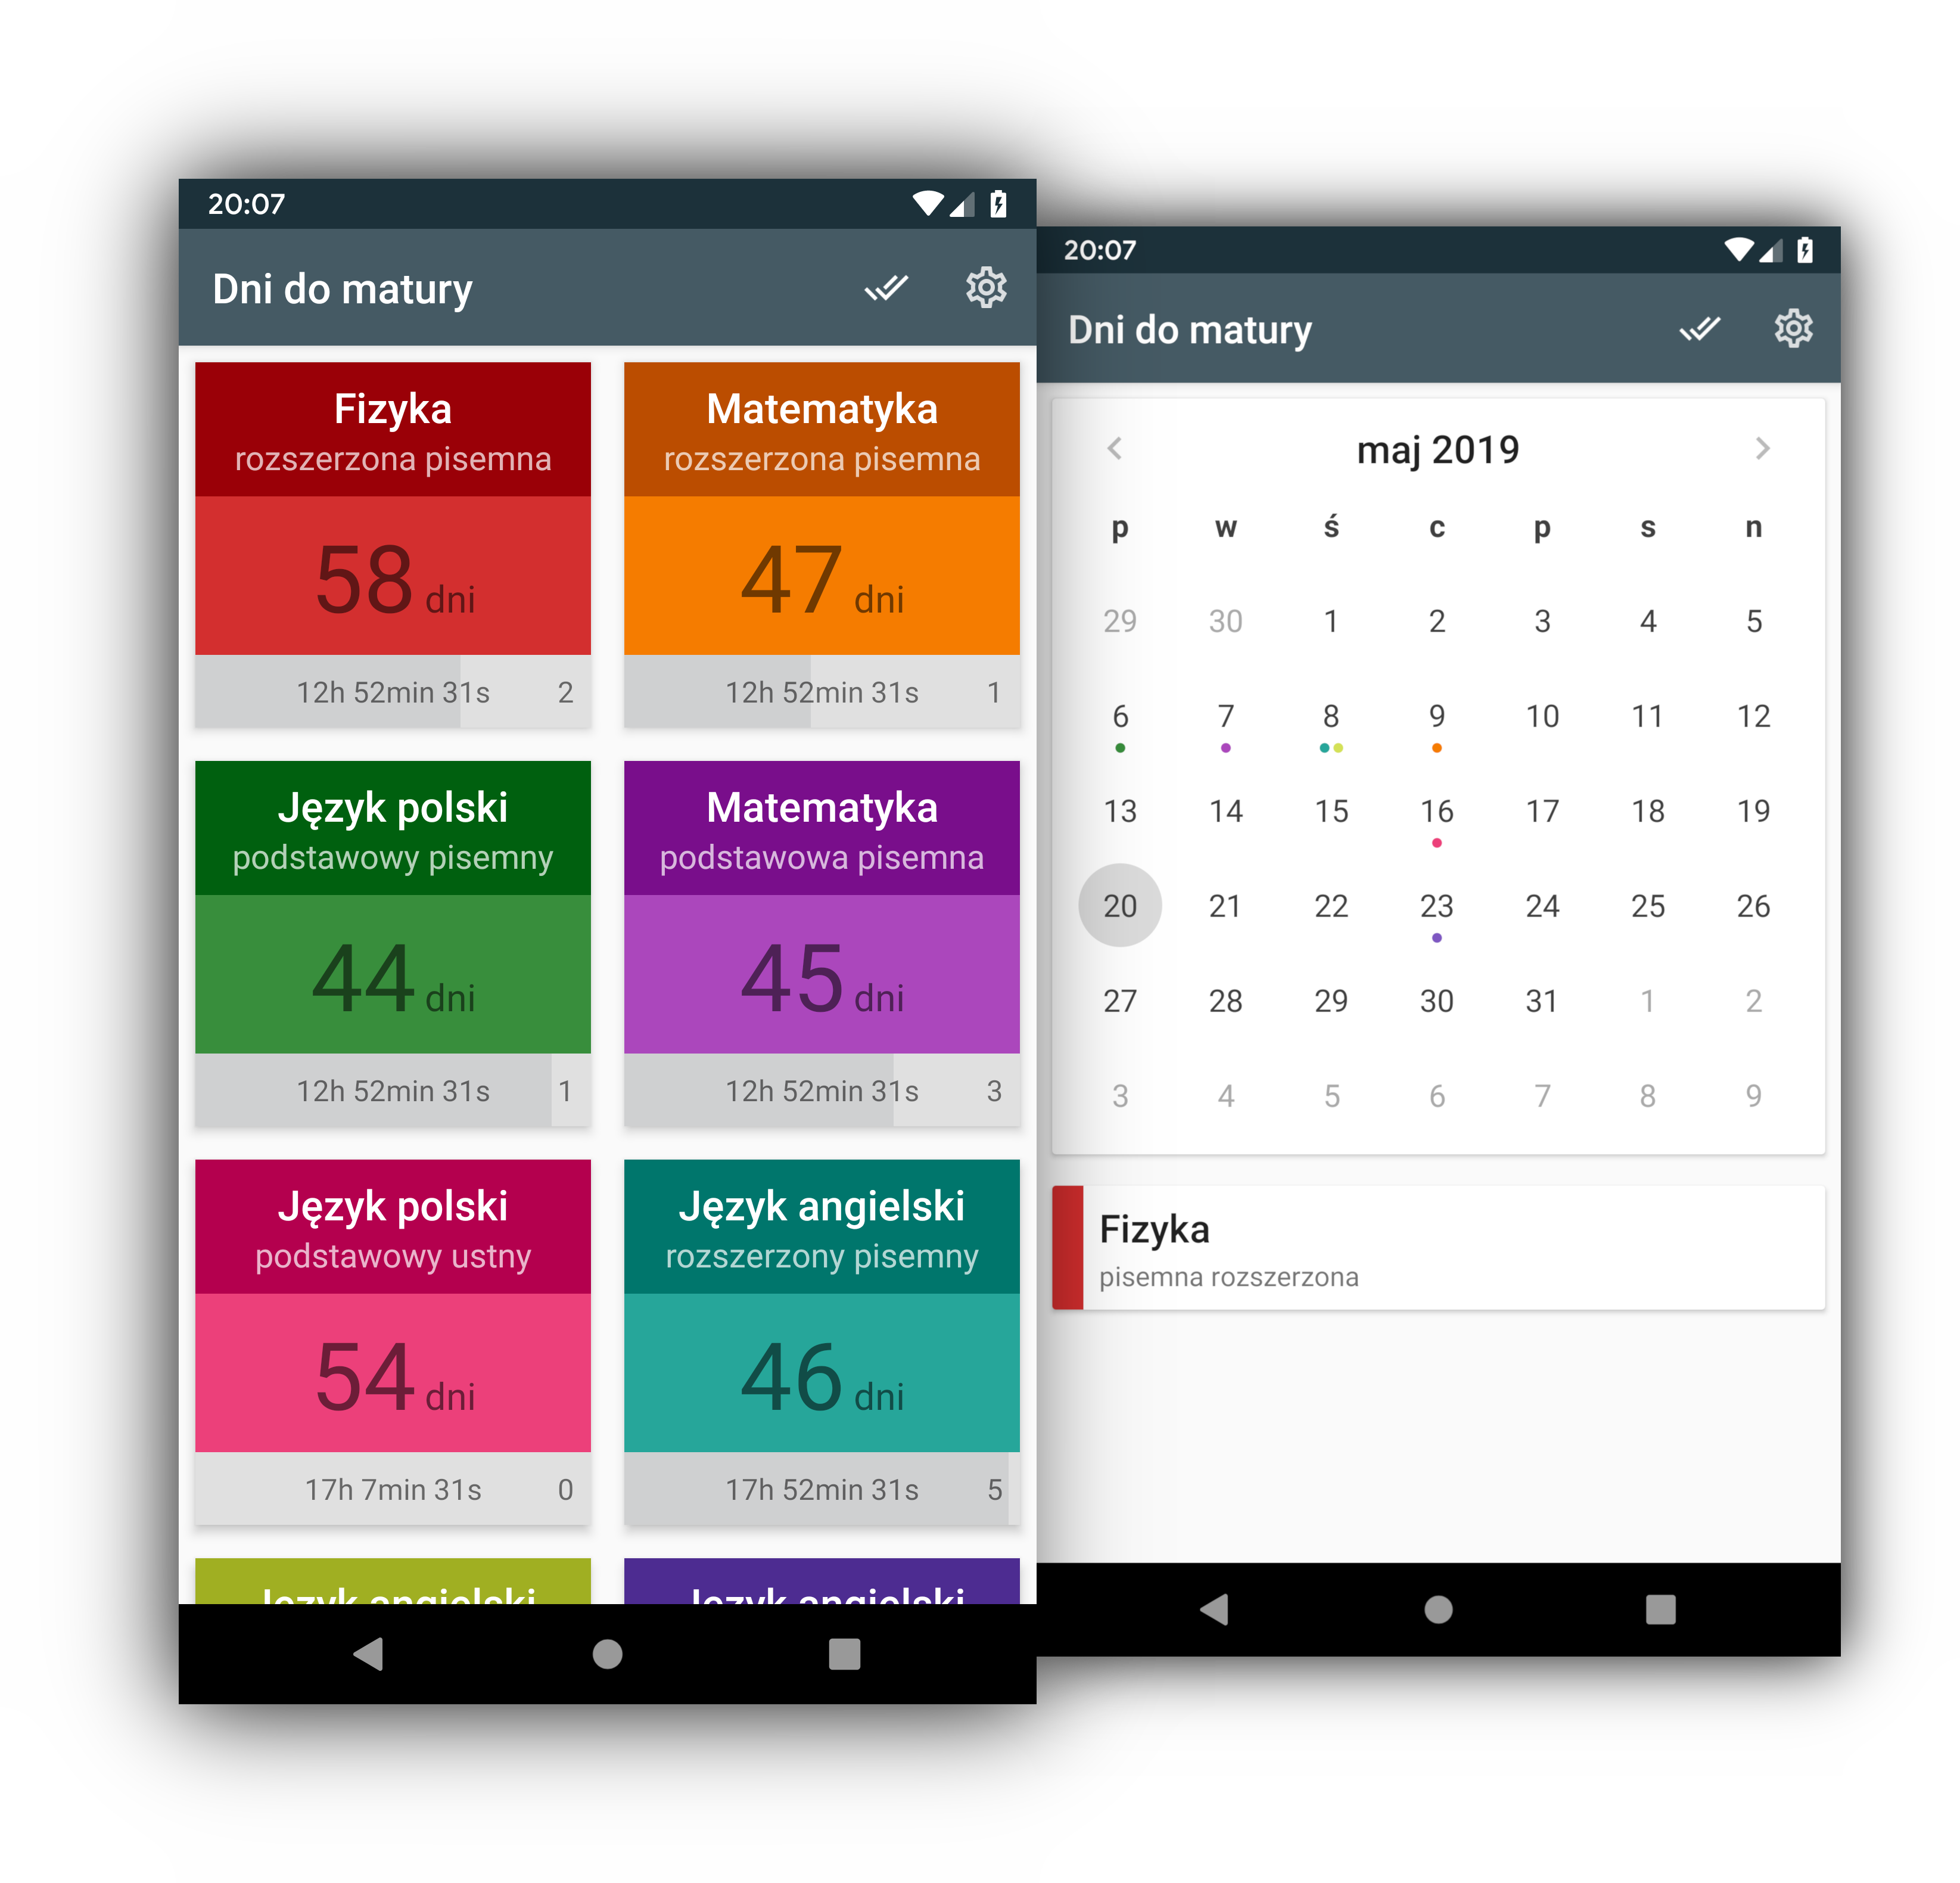 20:07
Dni do matury
Fizyka
rozszerzona pisemna
58 dni
12h 52min 31s 2
Matematyka
rozszerzona pisemna
47 dni
12h 52min 31s 1
Język polski
podstawowy pisemny
44 dni
12h 52min 31s 1
Matematyka
podstawowa pisemna
45 dni
12h 52min 31s 3
Język polski
podstawowy ustny
54 dni
17h 7min 31s 0
Język angielski
rozszerzony pisemny
46 dni
17h 52min 31s 5
Język angielski
Język angielski
20:07
Dni do matury
maj 2019
p w ś c p s n
29 30 1 2 3 4 5
6 7 8 9 10 11 12
13 14 15 16 17 18 19
20 21 22 23 24 25 26
27 28 29 30 31 1 2
3 4 5 6 7 8 9
Fizyka
pisemna rozszerzona